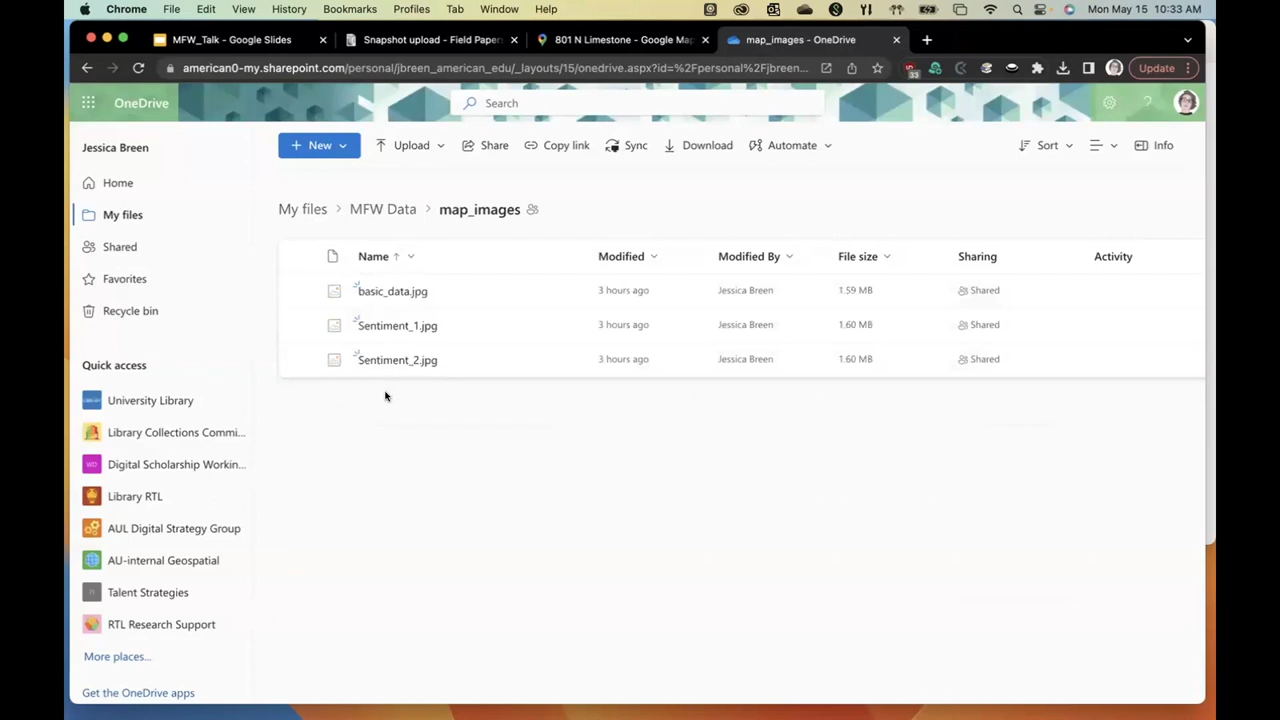 Chrome File Edit View History Bookmarks Profiles Tab Window Help Mon May 15 10:33 AM
MFW_Talk - Google Slides Snapshot upload - Field Papers 801 N Limestone - Google Map map_images - OneDrive
american0-my.sharepoint.com/personal/jbreen_american_edu/_layouts/15/onedrive.aspx?id=%2Fpersonal%2Fjbreen... 33 Update
OneDrive Search
Jessica Breen
New Upload Share Copy link Sync Download Automate Sort Info
Home
My files
Shared
Favorites
Recycle bin
My files > MFW Data > map_images
Name Modified Modified By File size Sharing Activity
basic_data.jpg 3 hours ago Jessica Breen 1.59 MB Shared
Sentiment_1.jpg 3 hours ago Jessica Breen 1.60 MB Shared
Sentiment_2.jpg 3 hours ago Jessica Breen 1.60 MB Shared
Quick access
University Library
Library Collections Commi...
WD Digital Scholarship Workin...
Library RTL
AUL Digital Strategy Group
AU-internal Geospatial
Talent Strategies
RTL Research Support
More places...
Get the OneDrive apps